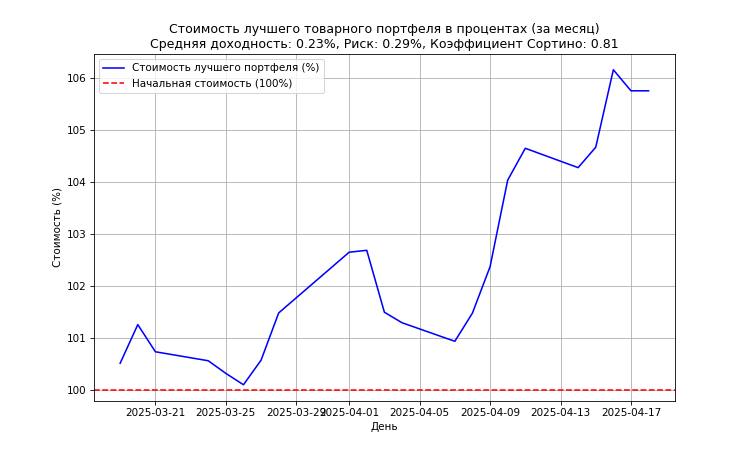 Стоимость лучшего товарного портфеля в процентах (за месяц)
Средняя доходность: 0.23%, Риск: 0.29%, Коэффициент Сортино: 0.81
Стоимость лучшего портфеля (%)
Начальная стоимость (100%)
Стоимость (%)
106
105
104
103
102
101
100
2025-03-21
2025-03-25
2025-03-29
2025-04-01
2025-04-05
2025-04-09
2025-04-13
2025-04-17
День